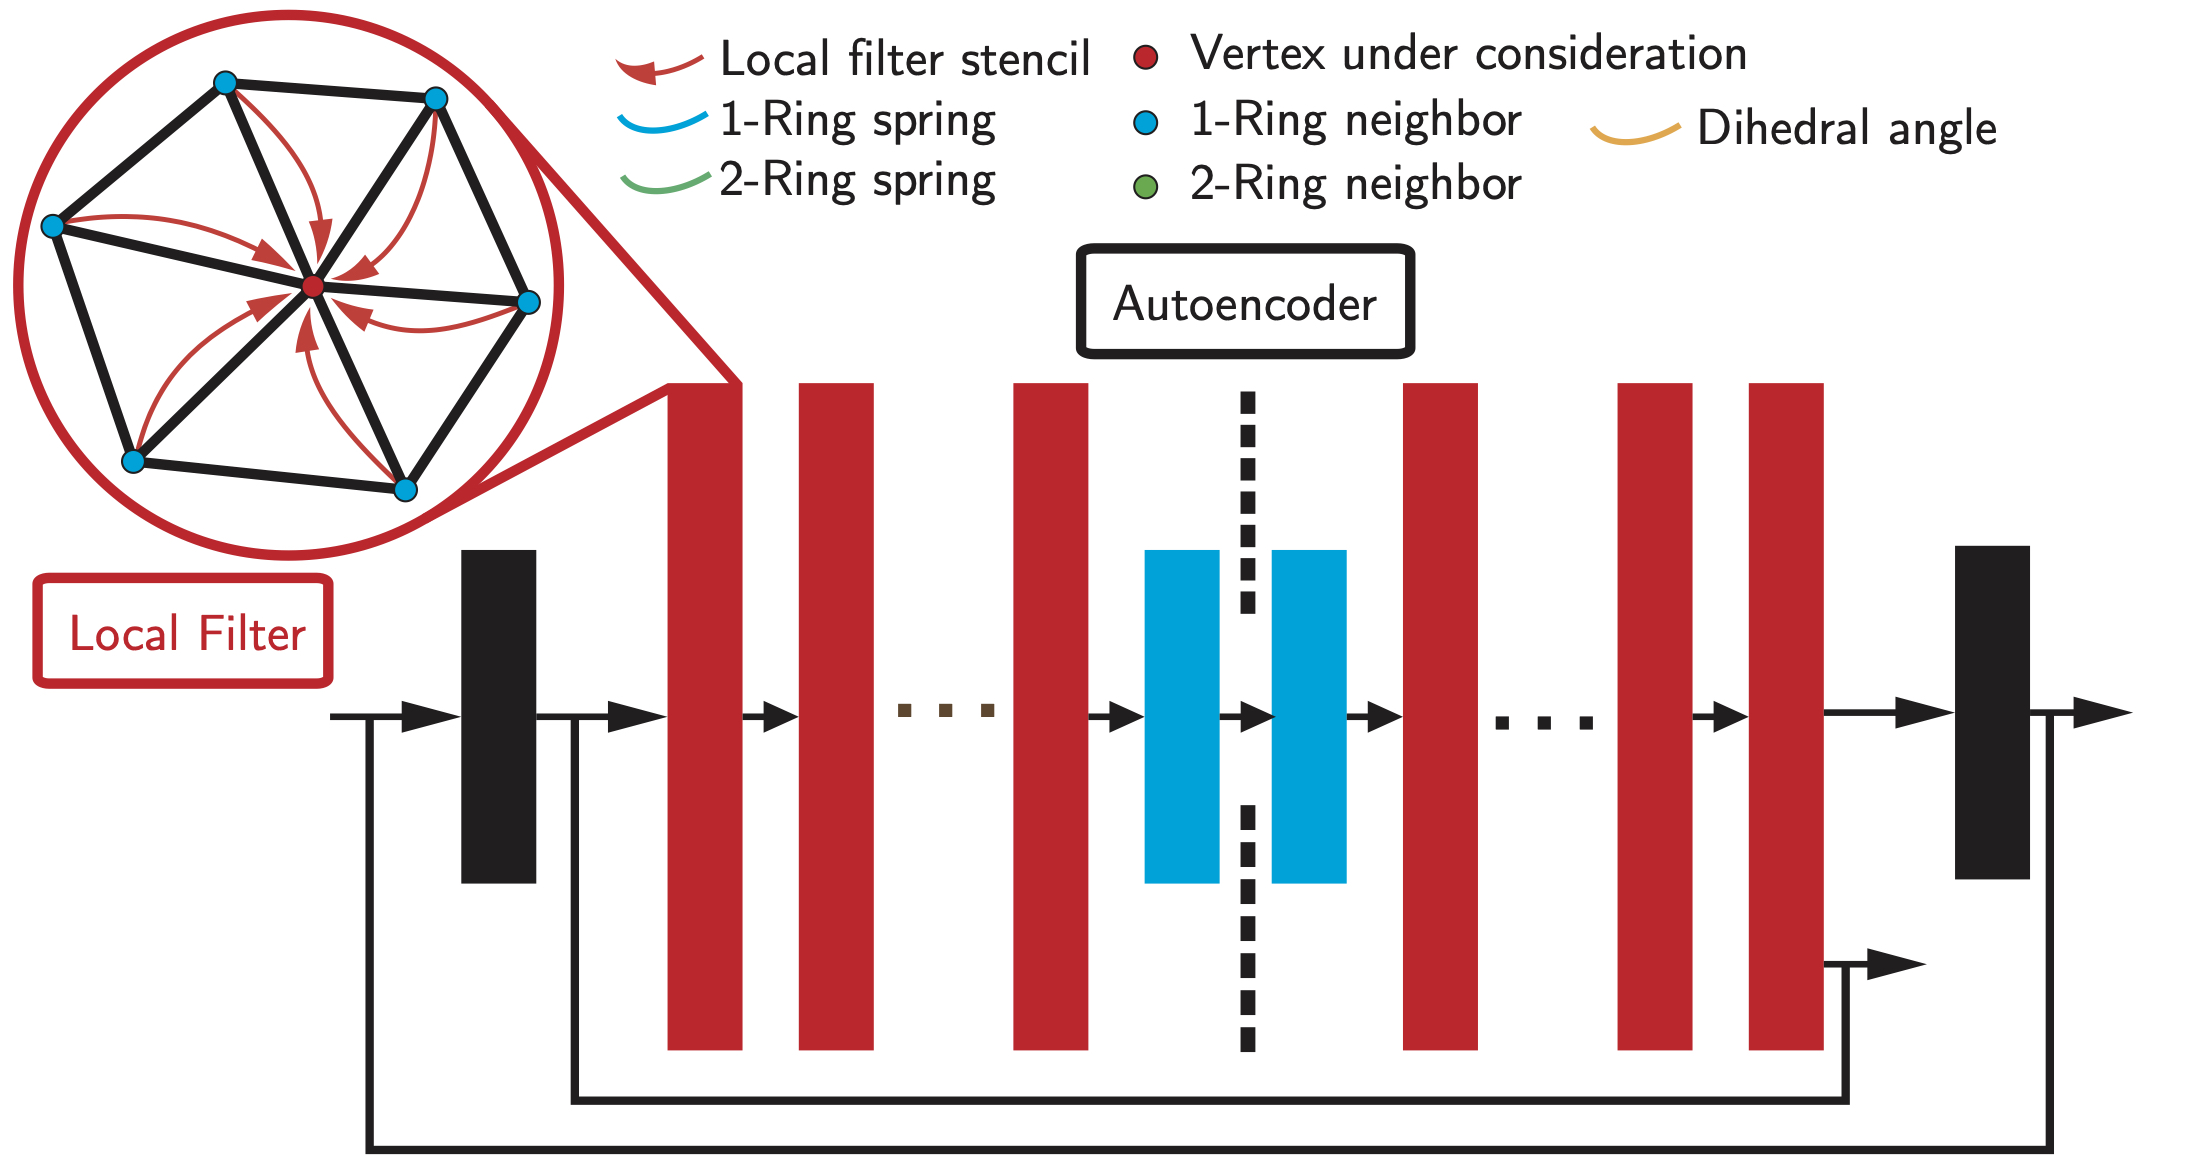 Local filter stencil
1-Ring spring
2-Ring spring
Vertex under consideration
1-Ring neighbor
2-Ring neighbor
Dihedral angle
Autoencoder
Local Filter